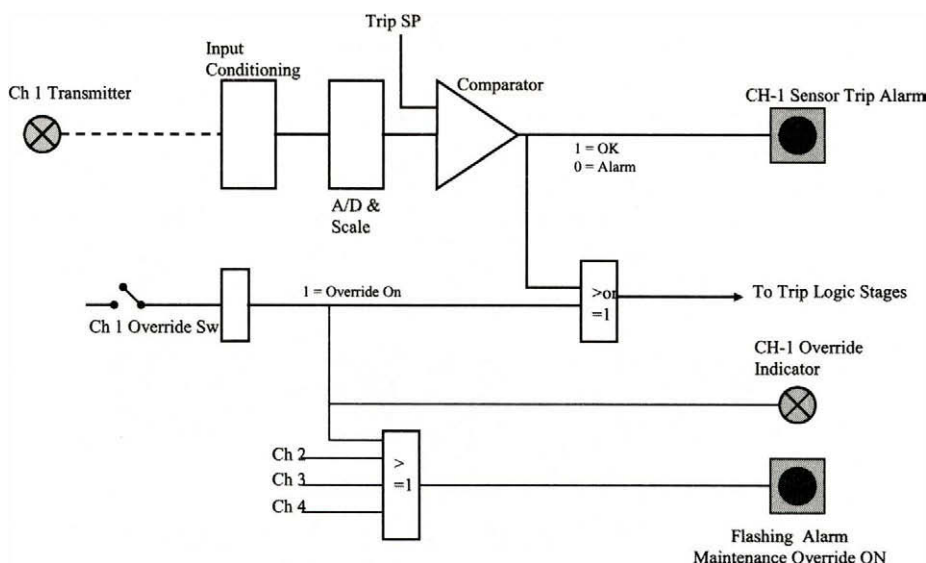 Trip SP
Input
Conditioning
Comparator
Ch 1 Transmitter
CH-1 Sensor Trip Alarm
1 = OK
0 = Alarm
A/D &
Scale
1 = Override On
>or
=1
To Trip Logic Stages
Ch 1 Override Sw
CH-1 Override
Indicator
Ch 2
Ch 3
Ch 4
>
=1
Flashing Alarm
Maintenance Override ON